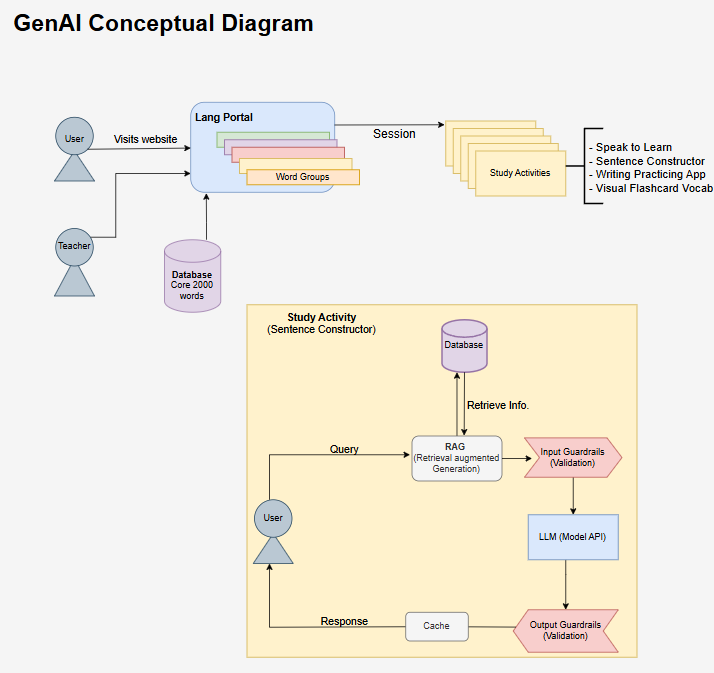 GenAI Conceptual Diagram
User
Visits website
Lang Portal
Word Groups
Session
Study Activities
- Speak to Learn
- Sentence Constructor
- Writing Practicing App
- Visual Flashcard Vocab
Teacher
Database
Core 2000
words
Study Activity
(Sentence Constructor)
Database
Retrieve Info.
Query
RAG
(Retrieval augmented
Generation)
Input Guardrails
(Validation)
User
LLM (Model API)
Response
Cache
Output Guardrails
(Validation)